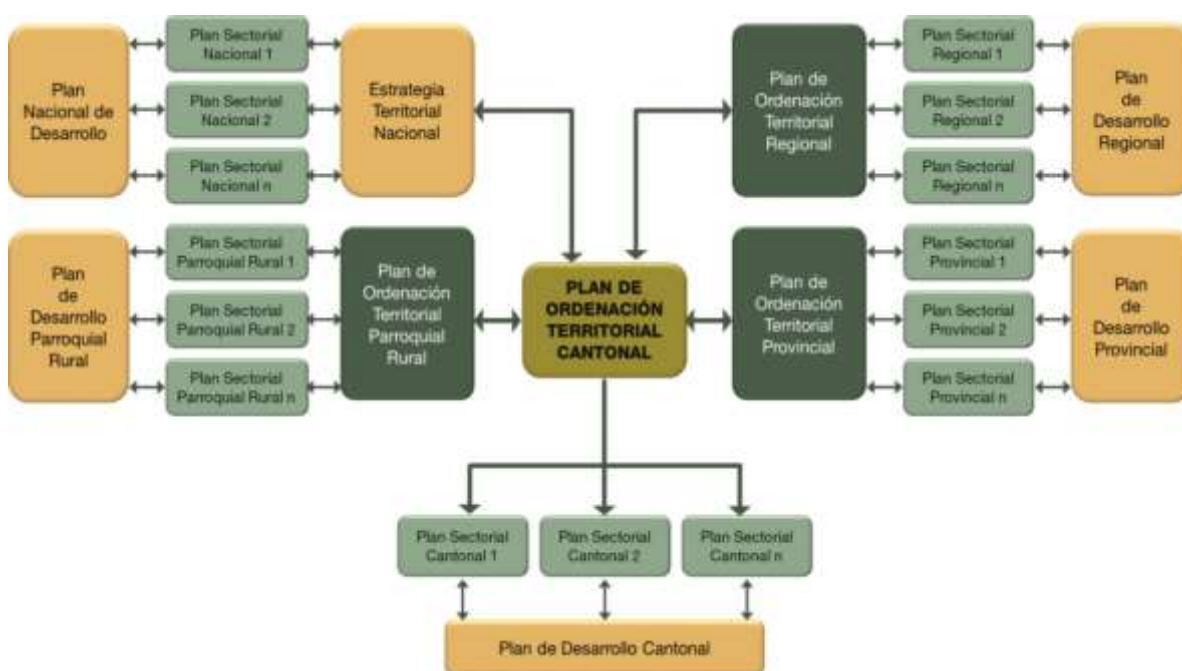 Plan
Nacional de
Desarrollo
Plan Sectorial
Nacional 1
Plan Sectorial
Nacional 2
Plan Sectorial
Nacional n
Estrategia
Territorial
Nacional
Plan de
Ordenación
Territorial
Regional
Plan Sectorial
Regional 1
Plan Sectorial
Regional 2
Plan Sectorial
Regional n
Plan
de
Desarrollo
Regional
Plan
de
Desarrollo
Parroquial
Rural
Plan Sectorial
Parroquial Rural 1
Plan Sectorial
Parroquial Rural 2
Plan Sectorial
Parroquial Rural n
Plan de
Ordenación
Territorial
Parroquial
Rural
PLAN DE
ORDENACIÓN
TERRITORIAL
CANTONAL
Plan de
Ordenación
Territorial
Provincial
Plan Sectorial
Provincial 1
Plan Sectorial
Provincial 2
Plan Sectorial
Provincial n
Plan
de
Desarrollo
Provincial
Plan Sectorial
Cantonal 1
Plan Sectorial
Cantonal 2
Plan Sectorial
Cantonal n
Plan de Desarrollo Cantonal